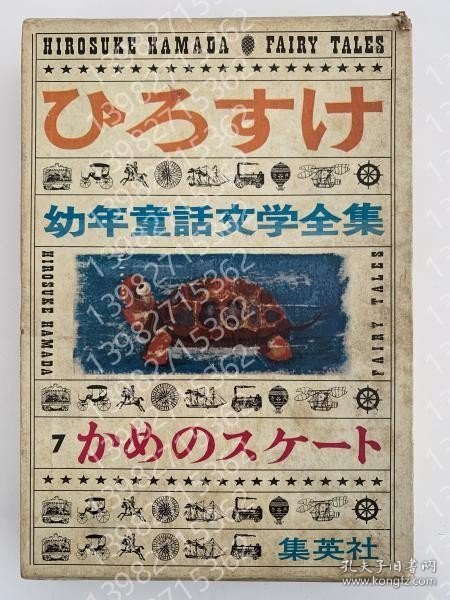 HIROSUKE HAMADA FAIRY TALES
ひろすけ
幼年童話文学全集
HIROSUKE HAMADA
FAIRY TALES
7 かめのスケート
集英社
13982715362
孔夫子旧书网
www.kongfz.com